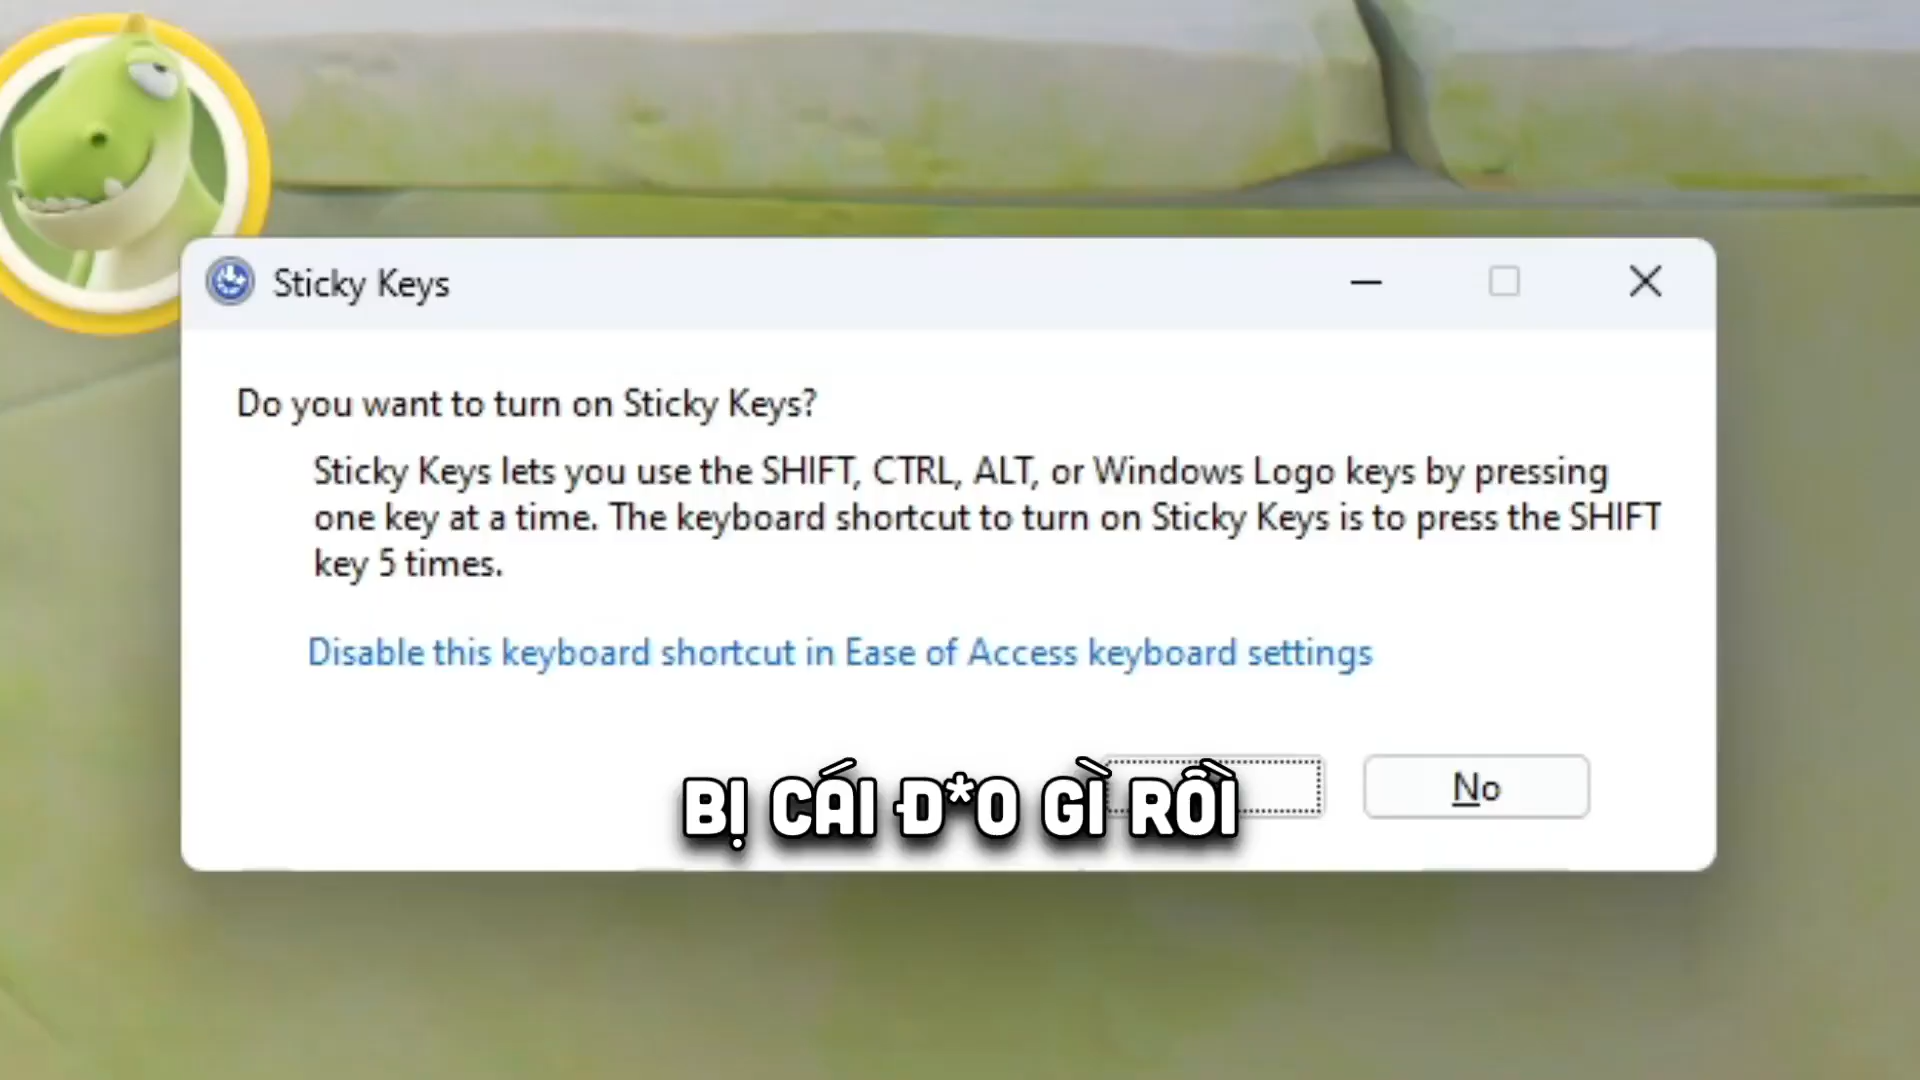 Sticky Keys
Do you want to turn on Sticky Keys?
Sticky Keys lets you use the SHIFT, CTRL, ALT, or Windows Logo keys by pressing
one key at a time. The keyboard shortcut to turn on Sticky Keys is to press the SHIFT
key 5 times.
Disable this keyboard shortcut in Ease of Access keyboard settings
No
BỊ CÁI Đ*O GÌ RỒI